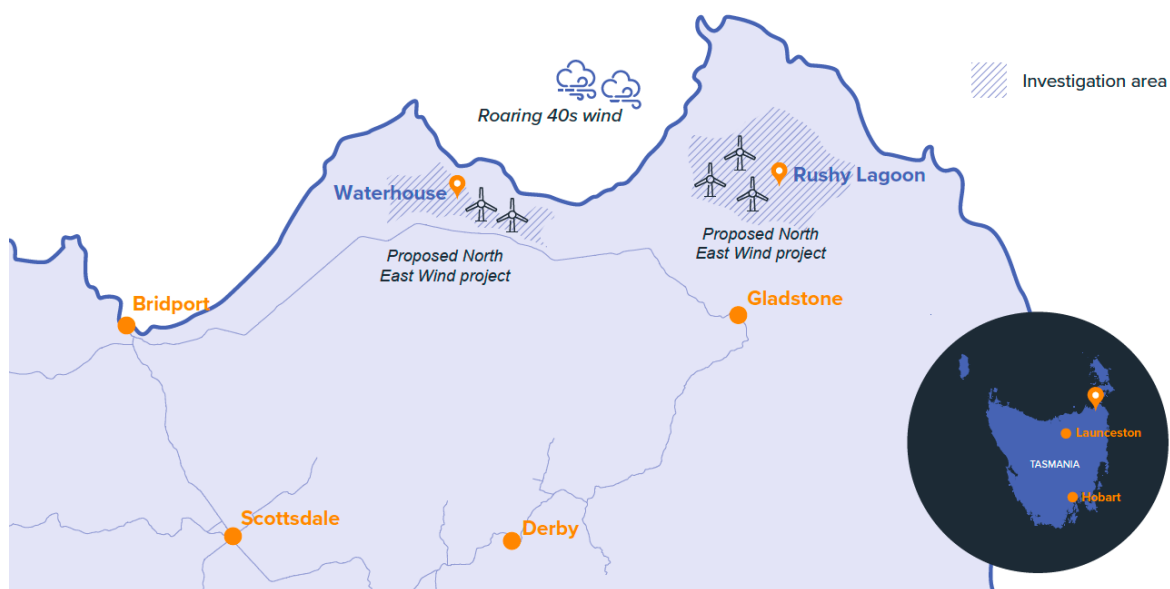 Roaring 40s wind
Investigation area
Waterhouse
Rushy Lagoon
Proposed North
East Wind project
Proposed North
East Wind project
Bridport
Gladstone
Scottsdale
Derby
Launceston
TASMANIA
Hobart